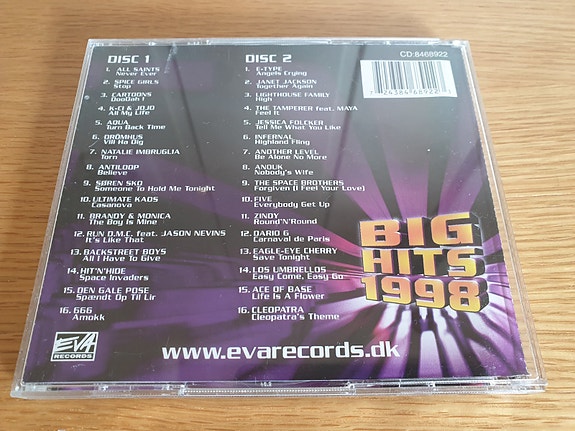 CD:8468922
7 24384 68922 1
DISC 1
1. ALL SAINTS
Never Ever
2. SPICE GIRLS
Stop
3. CARTOONS
DooDah !
4. K-CI & JOJO
All My Life
5. AQUA
Turn Back Time
6. DRÖMHUS
Vill Ha Dig
7. NATALIE IMBRUGLIA
Torn
8. ANTILOOP
Believe
9. SØREN SKO
Someone To Hold Me Tonight
10. ULTIMATE KAOS
Casanova
11. BRANDY & MONICA
The Boy Is Mine
12. RUN D.M.C. feat. JASON NEVINS
It's Like That
13. BACKSTREET BOYS
All I Have To Give
14. HIT'N'HIDE
Space Invaders
15. DEN GALE POSE
Spændt Op Til Lir
16. 666
Amokk
DISC 2
1. E-TYPE
Angels Crying
2. JANET JACKSON
Together Again
3. LIGHTHOUSE FAMILY
High
4. THE TAMPERER feat. MAYA
Feel It
5. JESSICA FOLCKER
Tell Me What You Like
6. INFERNAL
Highland Fling
7. ANOTHER LEVEL
Be Alone No More
8. ANOUK
Nobody's Wife
9. THE SPACE BROTHERS
Forgiven (I Feel Your Love)
10. FIVE
Everybody Get Up
11. ZINDY
Round'N'Round
12. DARIO G
Carnaval de Paris
13. EAGLE-EYE CHERRY
Save Tonight
14. LOS UMBRELLOS
Easy Come, Easy Go
15. ACE OF BASE
Life Is A Flower
16. CLEOPATRA
Cleopatra's Theme
BIG
HITS
1998
EVA
RECORDS
www.evarecords.dk